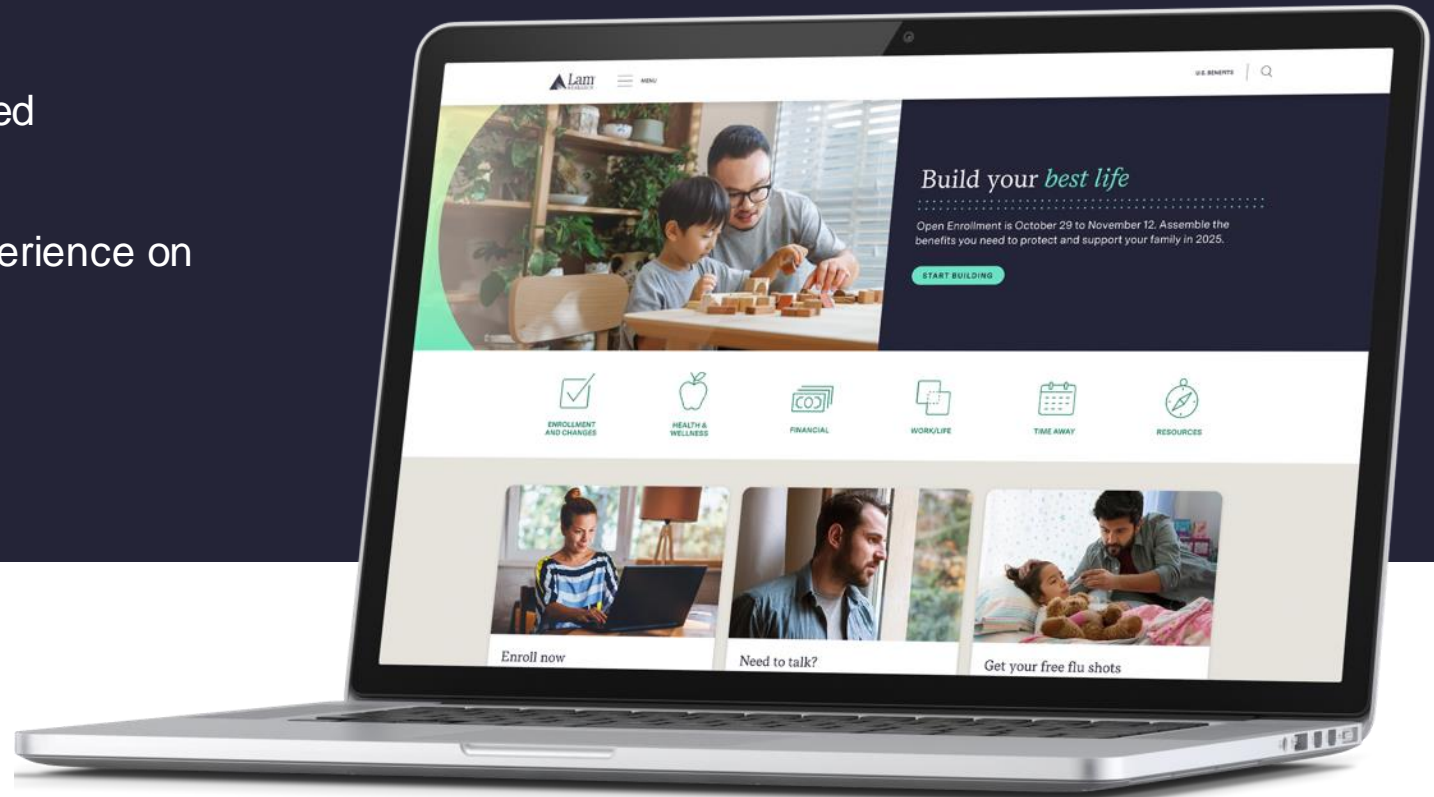 ed
erience on
Lam
RESEARCH
MENU
U.S. BENEFITS
Build your best life
Open Enrollment is October 29 to November 12. Assemble the
benefits you need to protect and support your family in 2025.
START BUILDING
ENROLLMENT
AND CHANGES
HEALTH &
WELLNESS
FINANCIAL
WORK/LIFE
TIME AWAY
RESOURCES
Enroll now
Need to talk?
Get your free flu shots